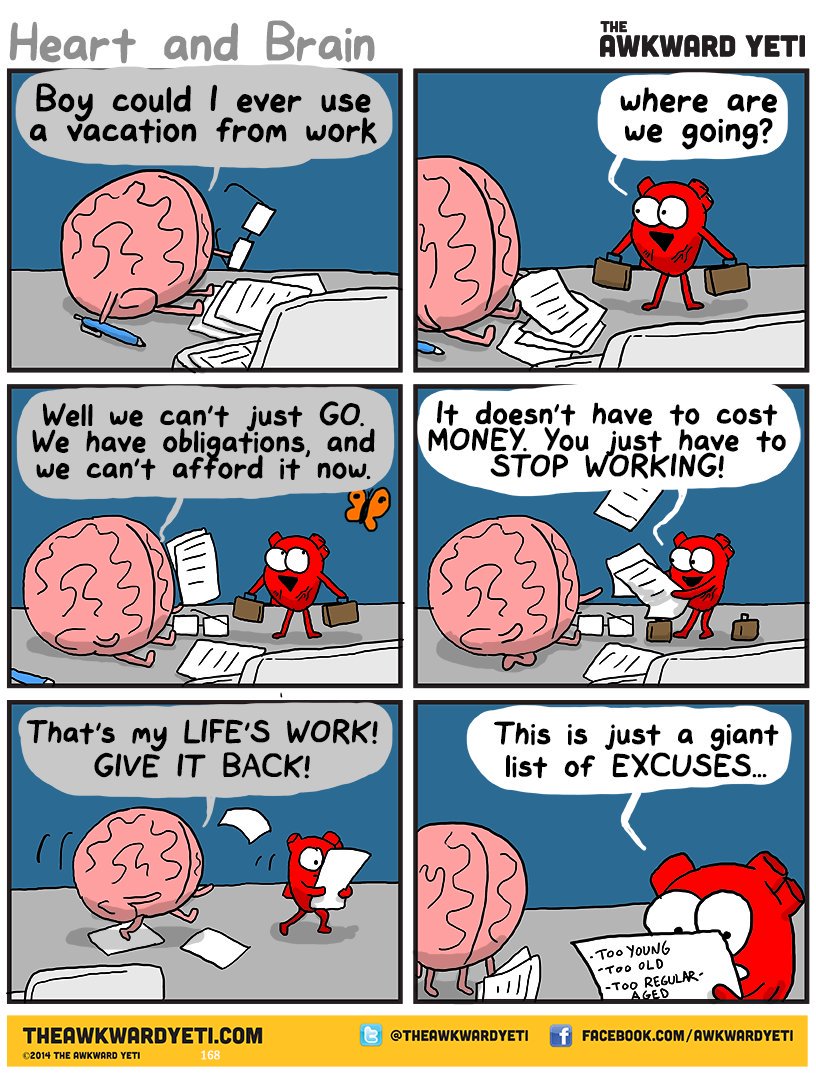 Heart and Brain
THE
AWKWARD YETI
Boy could I ever use
a vacation from work
where are
we going?
Well we can't just GO.
We have obligations, and
we can't afford it now.
It doesn't have to cost
MONEY. You just have to
STOP WORKING!
That's my LIFE'S WORK!
GIVE IT BACK!
This is just a giant
list of EXCUSES...
-TOO YOUNG
-TOO OLD
-TOO REGULAR-
AGED
THEAWKWARDYETI.COM
©2014 THE AWKWARD YETI
168
@THEAWKWARDYETI
FACEBOOK.COM/AWKWARDYETI